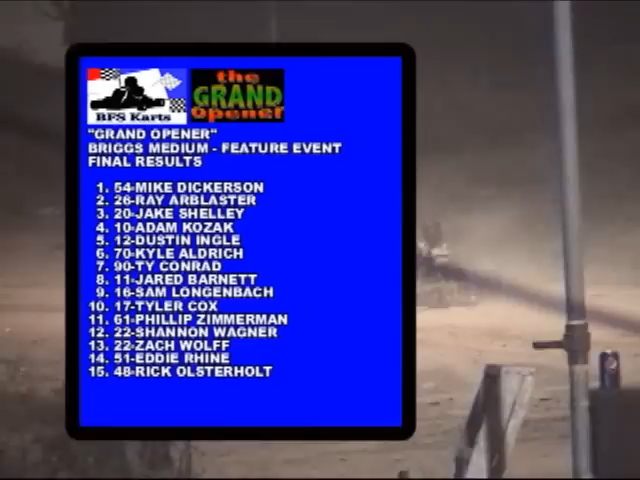 BFS Karts
the
GRAND
opener
"GRAND OPENER"
BRIGGS MEDIUM - FEATURE EVENT
FINAL RESULTS
1. 54-MIKE DICKERSON
2. 26-RAY ARBLASTER
3. 20-JAKE SHELLEY
4. 10-ADAM KOZAK
5. 12-DUSTIN INGLE
6. 70-KYLE ALDRICH
7. 90-TY CONRAD
8. 11-JARED BARNETT
9. 16-SAM LONGENBACH
10. 17-TYLER COX
11. 61-PHILLIP ZIMMERMAN
12. 22-SHANNON WAGNER
13. 22-ZACH WOLFF
14. 51-EDDIE RHINE
15. 48-RICK OLSTERHOLT